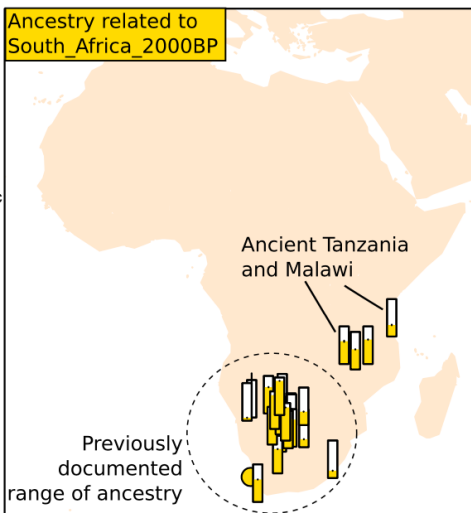 Ancestry related to
South_Africa_2000BP
Ancient Tanzania
and Malawi
Previously
documented
range of ancestry